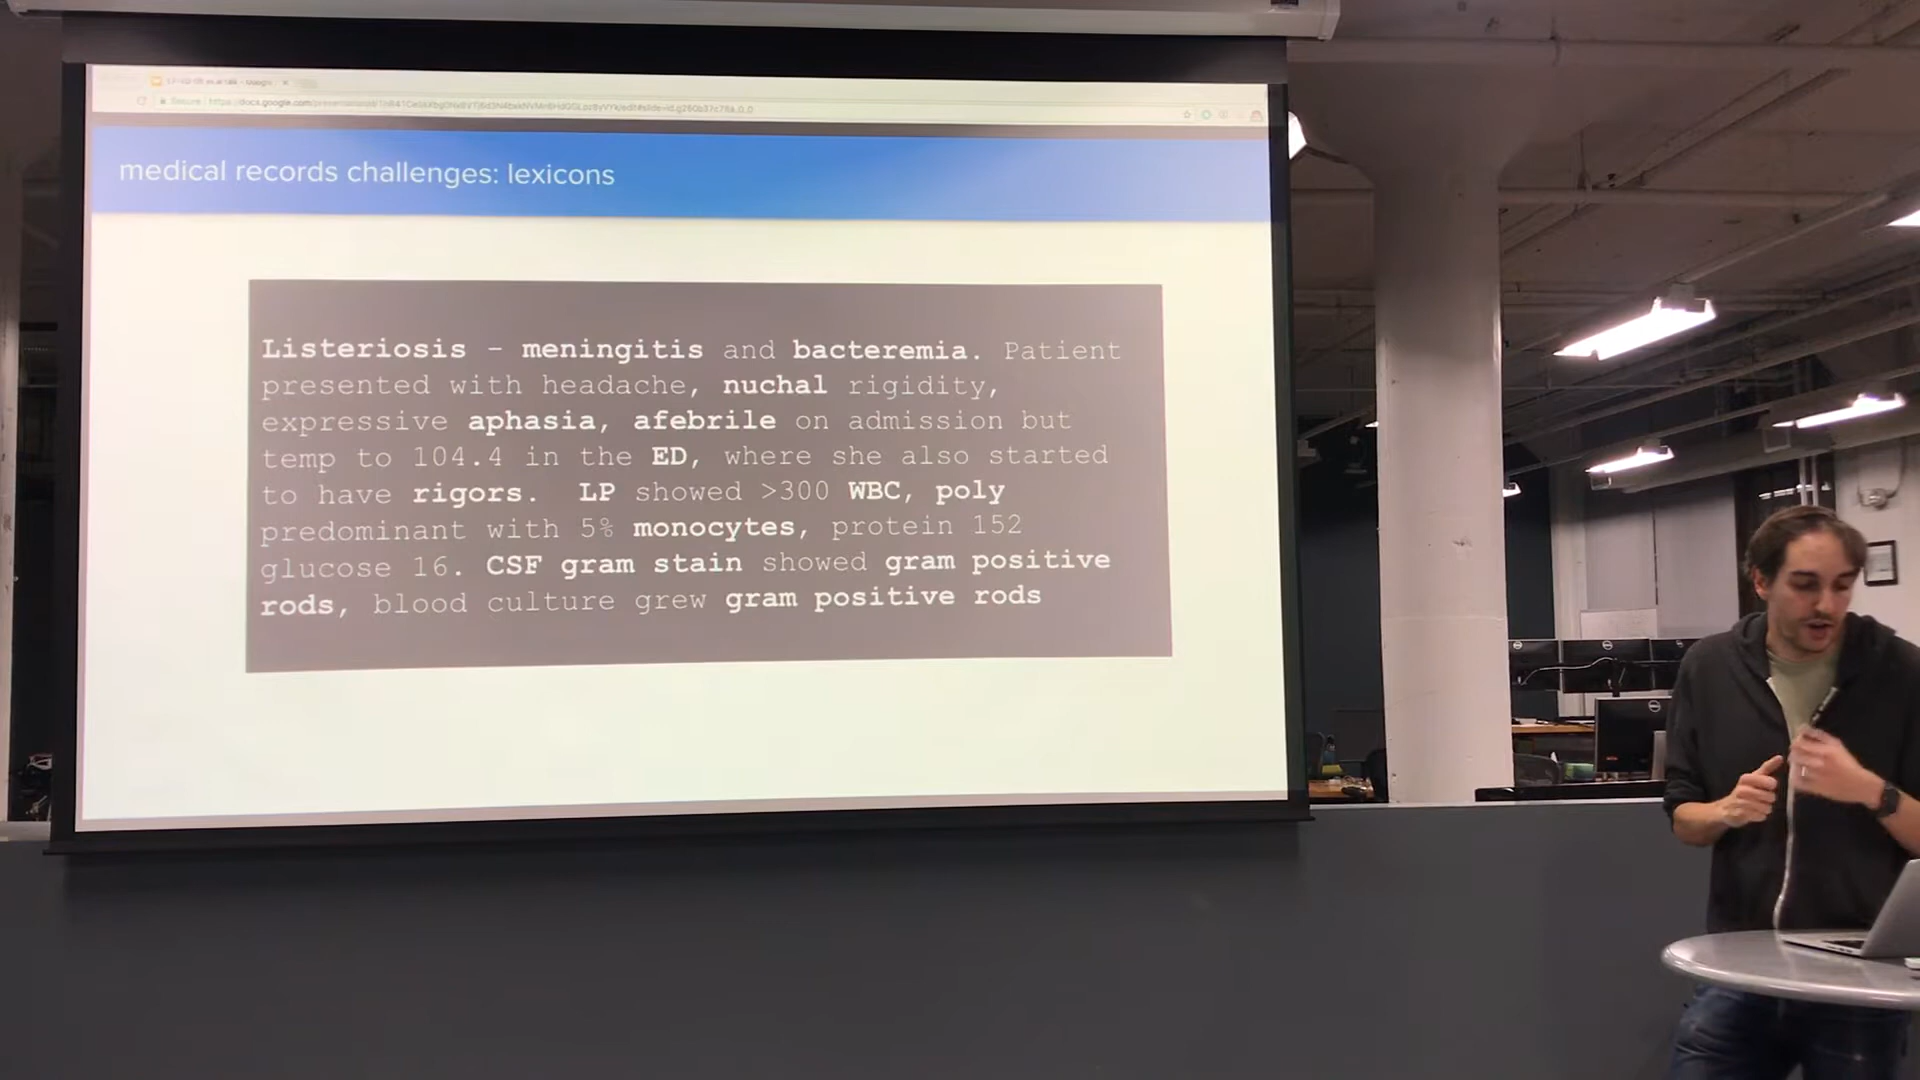 medical records challenges: lexicons
Listeriosis - meningitis and bacteremia. Patient
presented with headache, nuchal rigidity,
expressive aphasia, afebrile on admission but
temp to 104.4 in the ED, where she also started
to have rigors. LP showed >300 WBC, poly
predominant with 5% monocytes, protein 152
glucose 16. CSF gram stain showed gram positive
rods, blood culture grew gram positive rods